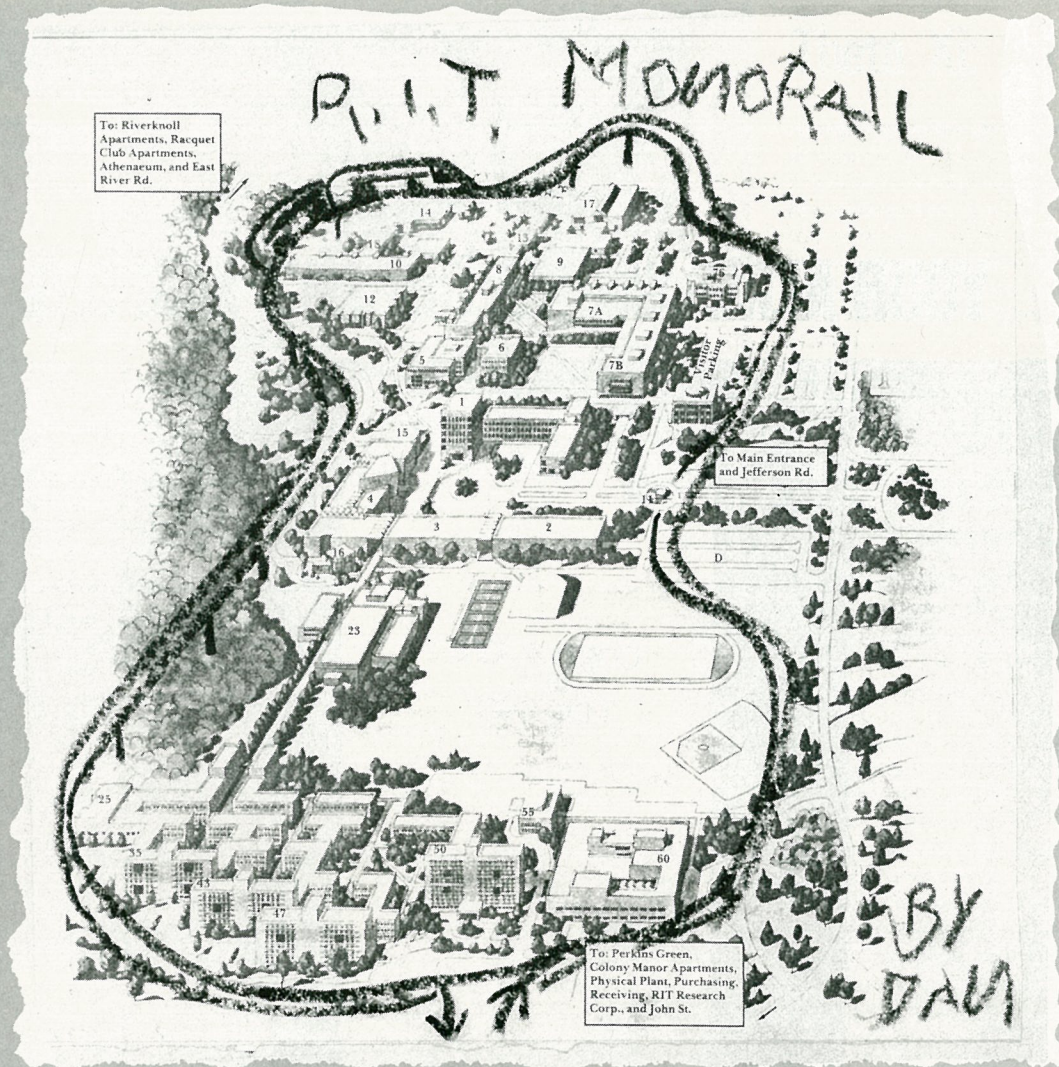 R.I.T. MONORAIL
To: Riverknoll
Apartments, Racquet
Club Apartments,
Athenaeum, and East
River Rd.
17
14
13
18
10
8
9
76
12
7A
6
5
7B
Visitor
Parking
1
15
To Main Entrance
and Jefferson Rd.
4
14
3
2
16
D
23
25
55
35
50
60
43
47
BY
DAN
To: Perkins Green,
Colony Manor Apartments,
Physical Plant, Purchasing,
Receiving, RIT Research
Corp., and John St.